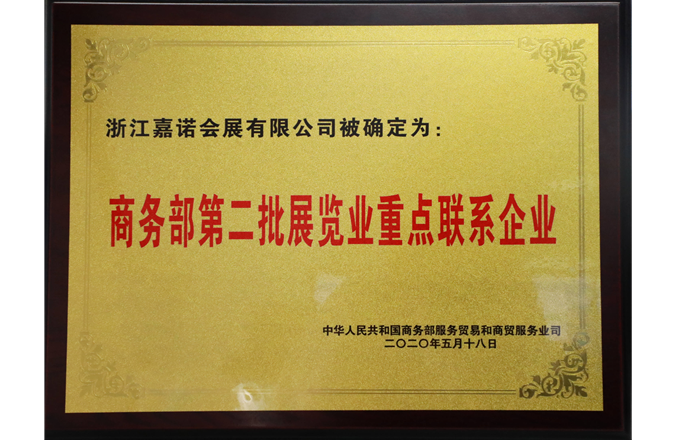 浙江嘉诺会展有限公司被确定为：
商务部第二批展览业重点联系企业
中华人民共和国商务部服务贸易和商贸服务业司
二〇二〇年五月十八日